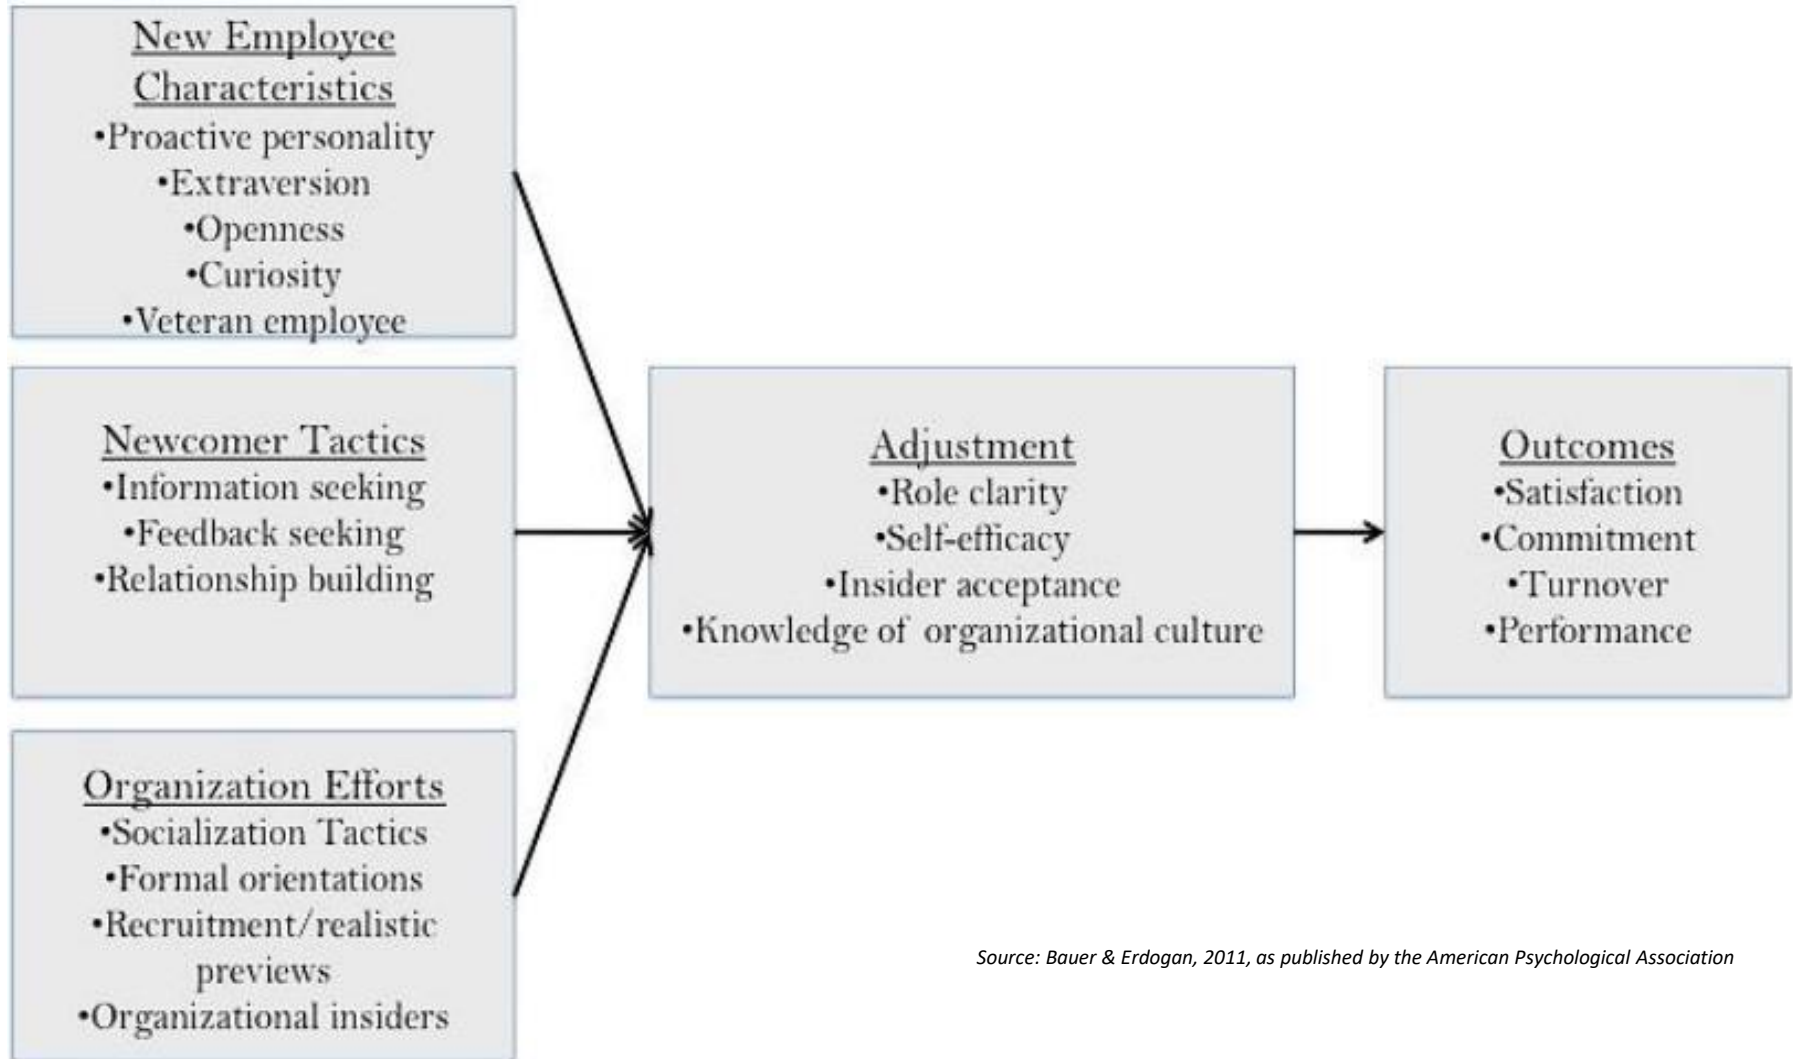 New Employee
Characteristics
•Proactive personality
•Extraversion
•Openness
•Curiosity
•Veteran employee
Newcomer Tactics
•Information seeking
•Feedback seeking
•Relationship building
Organization Efforts
•Socialization Tactics
•Formal orientations
•Recruitment/realistic
previews
•Organizational insiders
Adjustment
•Role clarity
•Self-efficacy
•Insider acceptance
•Knowledge of organizational culture
Outcomes
•Satisfaction
•Commitment
•Turnover
•Performance
Source: Bauer & Erdogan, 2011, as published by the American Psychological Association